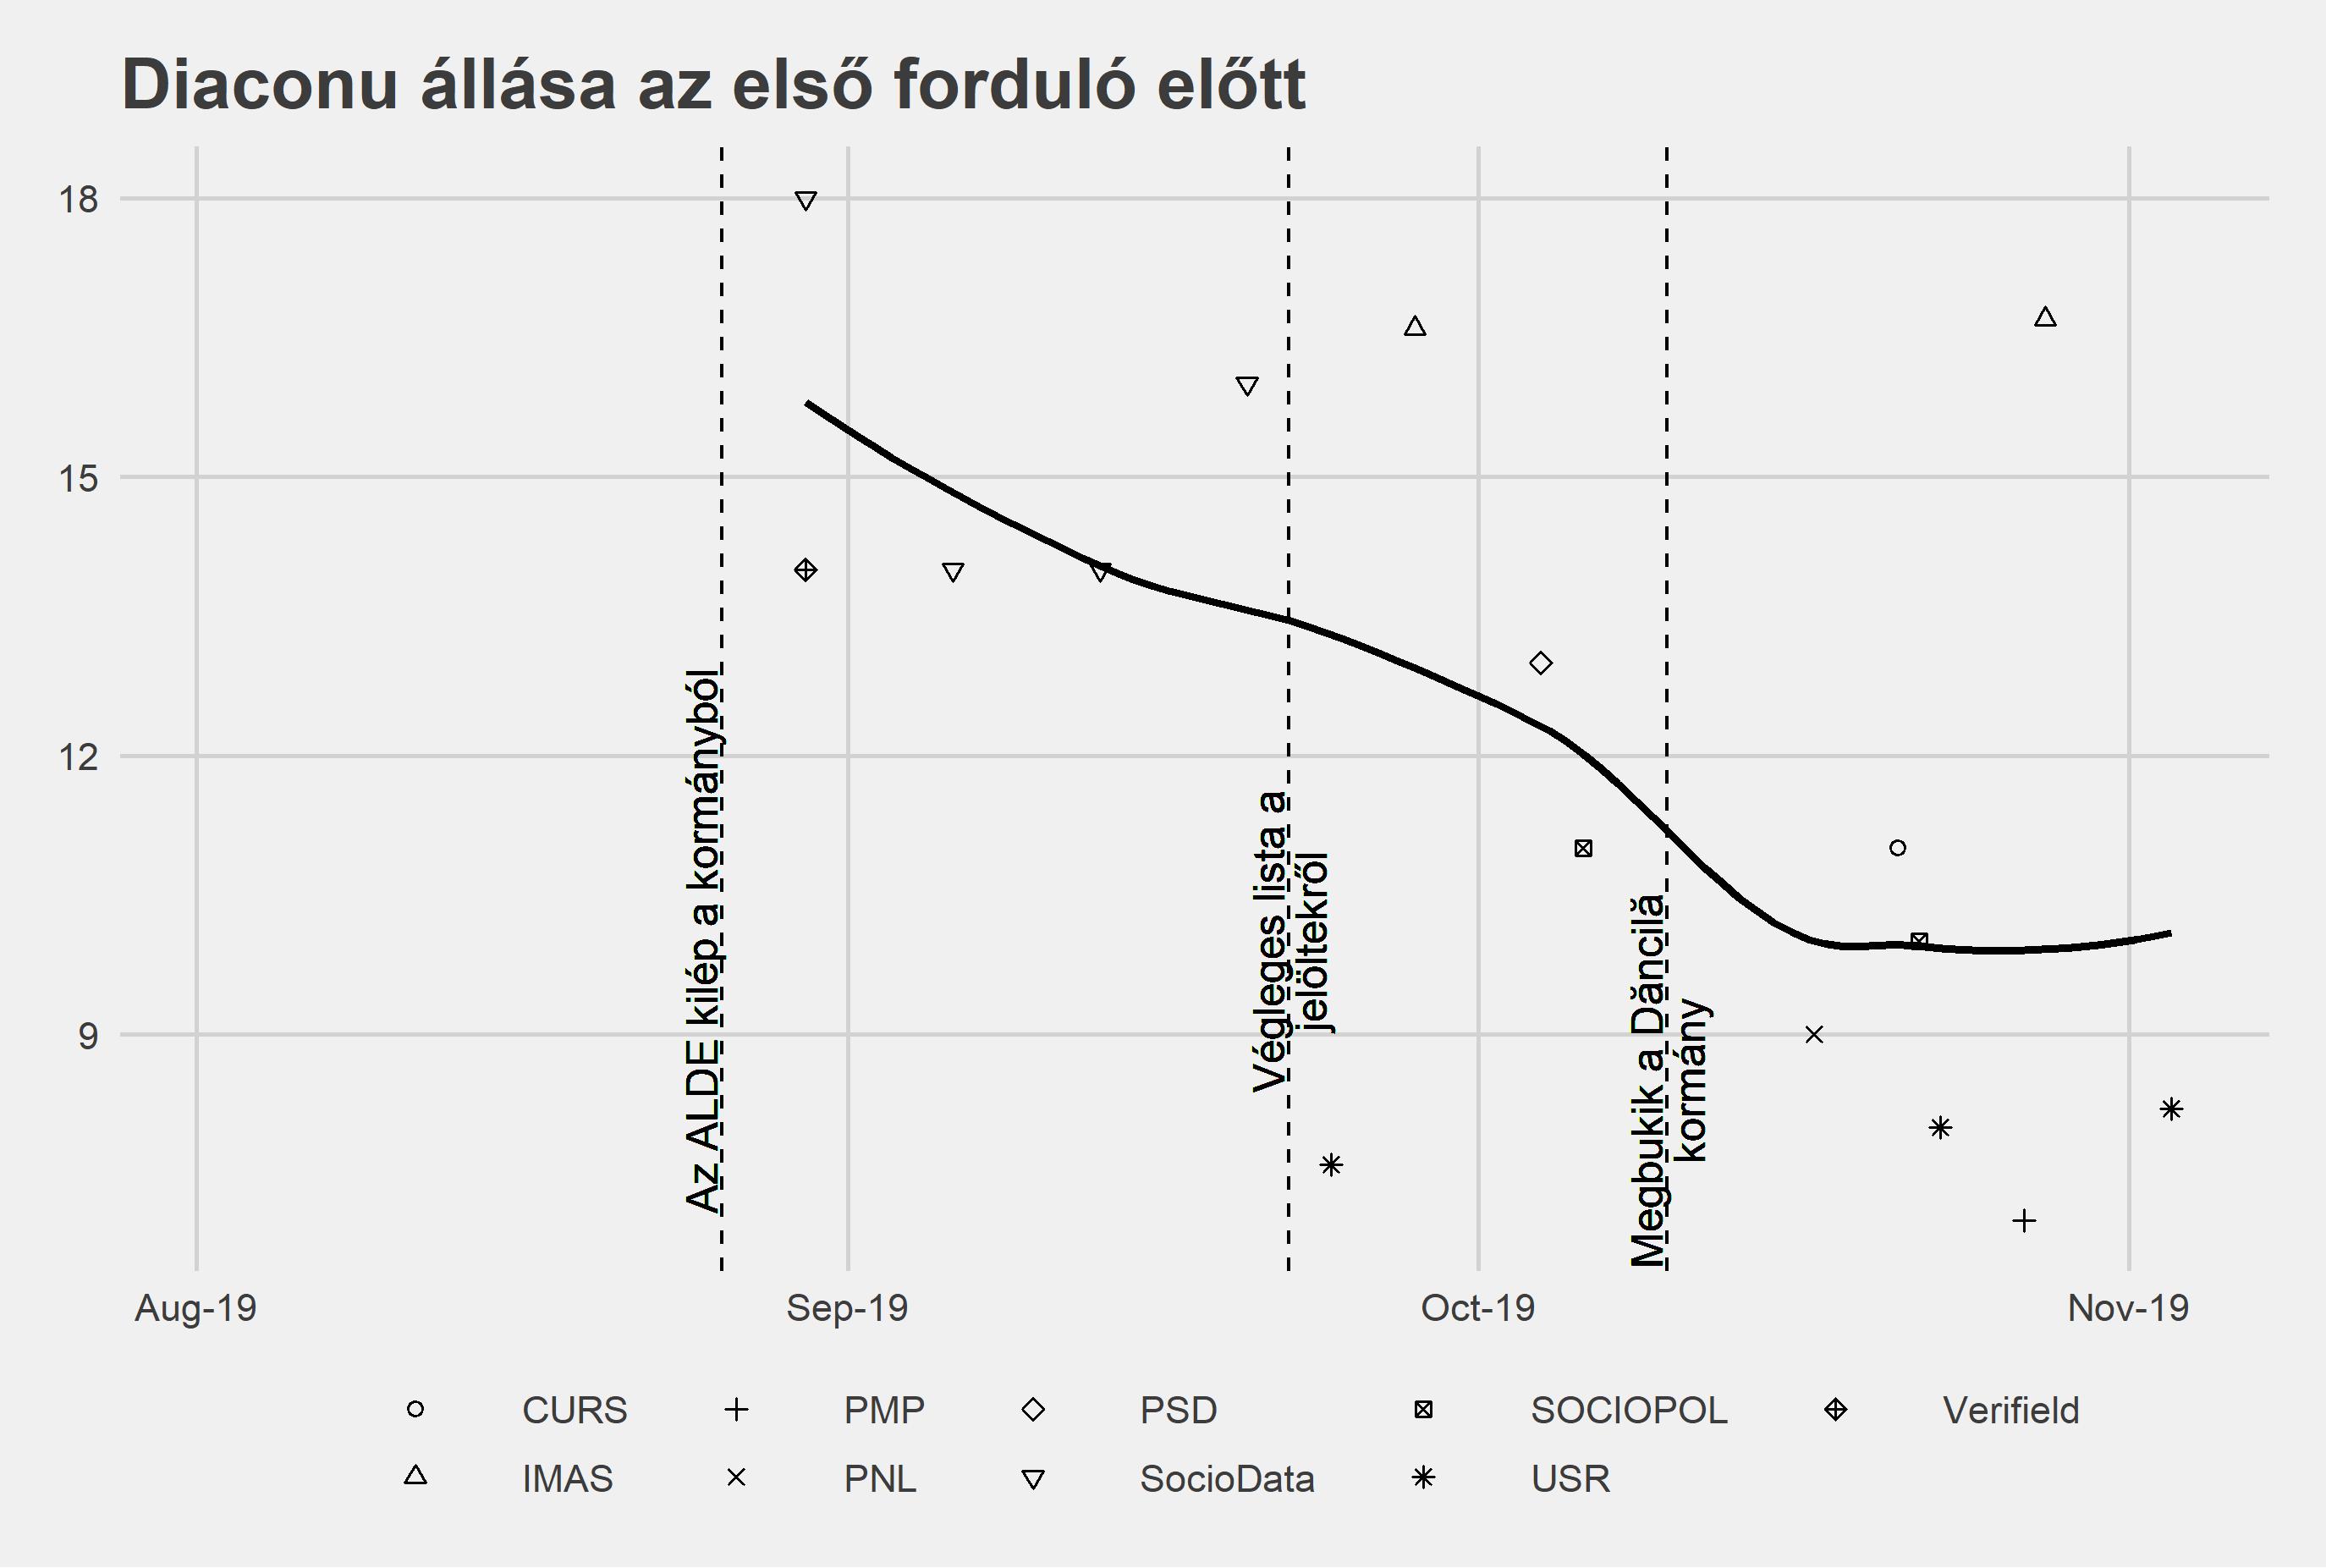 Diaconu állása az első forduló előtt
18
15
12
9
Az ALDE kilép a kormányból
Végleges lista a
jelöltekről
Megbukik a Dăncilă
kormány
Aug-19
Sep-19
Oct-19
Nov-19
CURS
PMP
PSD
SOCIOPOL
Verifield
IMAS
PNL
SocioData
USR